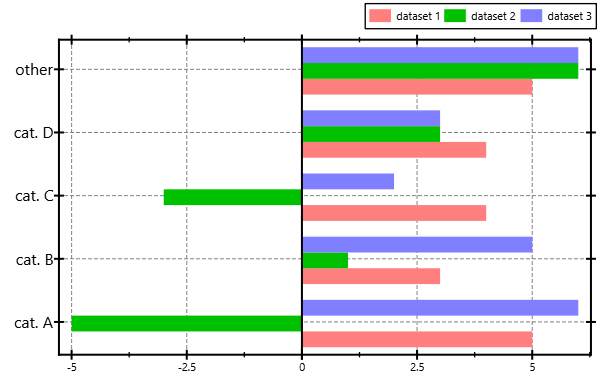 dataset 1 dataset 2 dataset 3
other
cat. D
cat. C
cat. B
cat. A
-5 -2.5 0 2.5 5